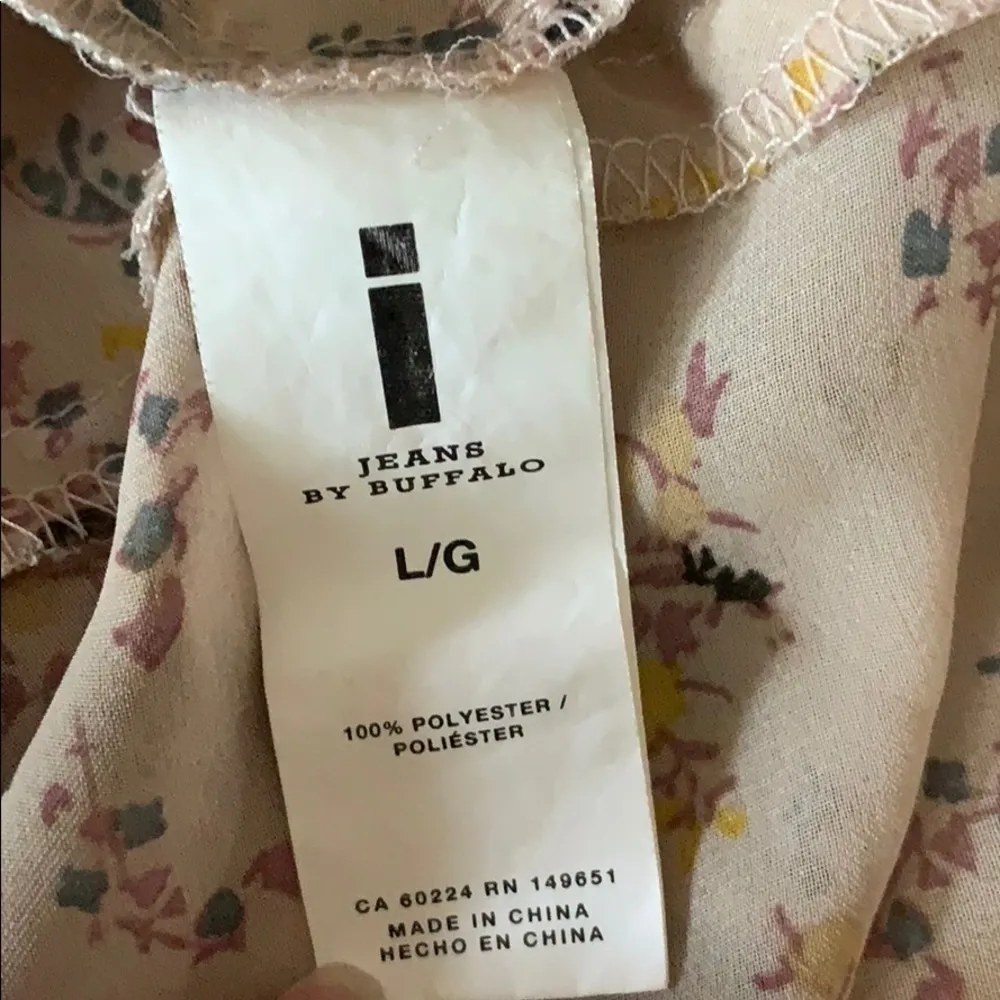 i
JEANS
BY BUFFALO
L/G
100% POLYESTER /
POLIÉSTER
CA 60224 RN 149651
MADE IN CHINA
HECHO EN CHINA